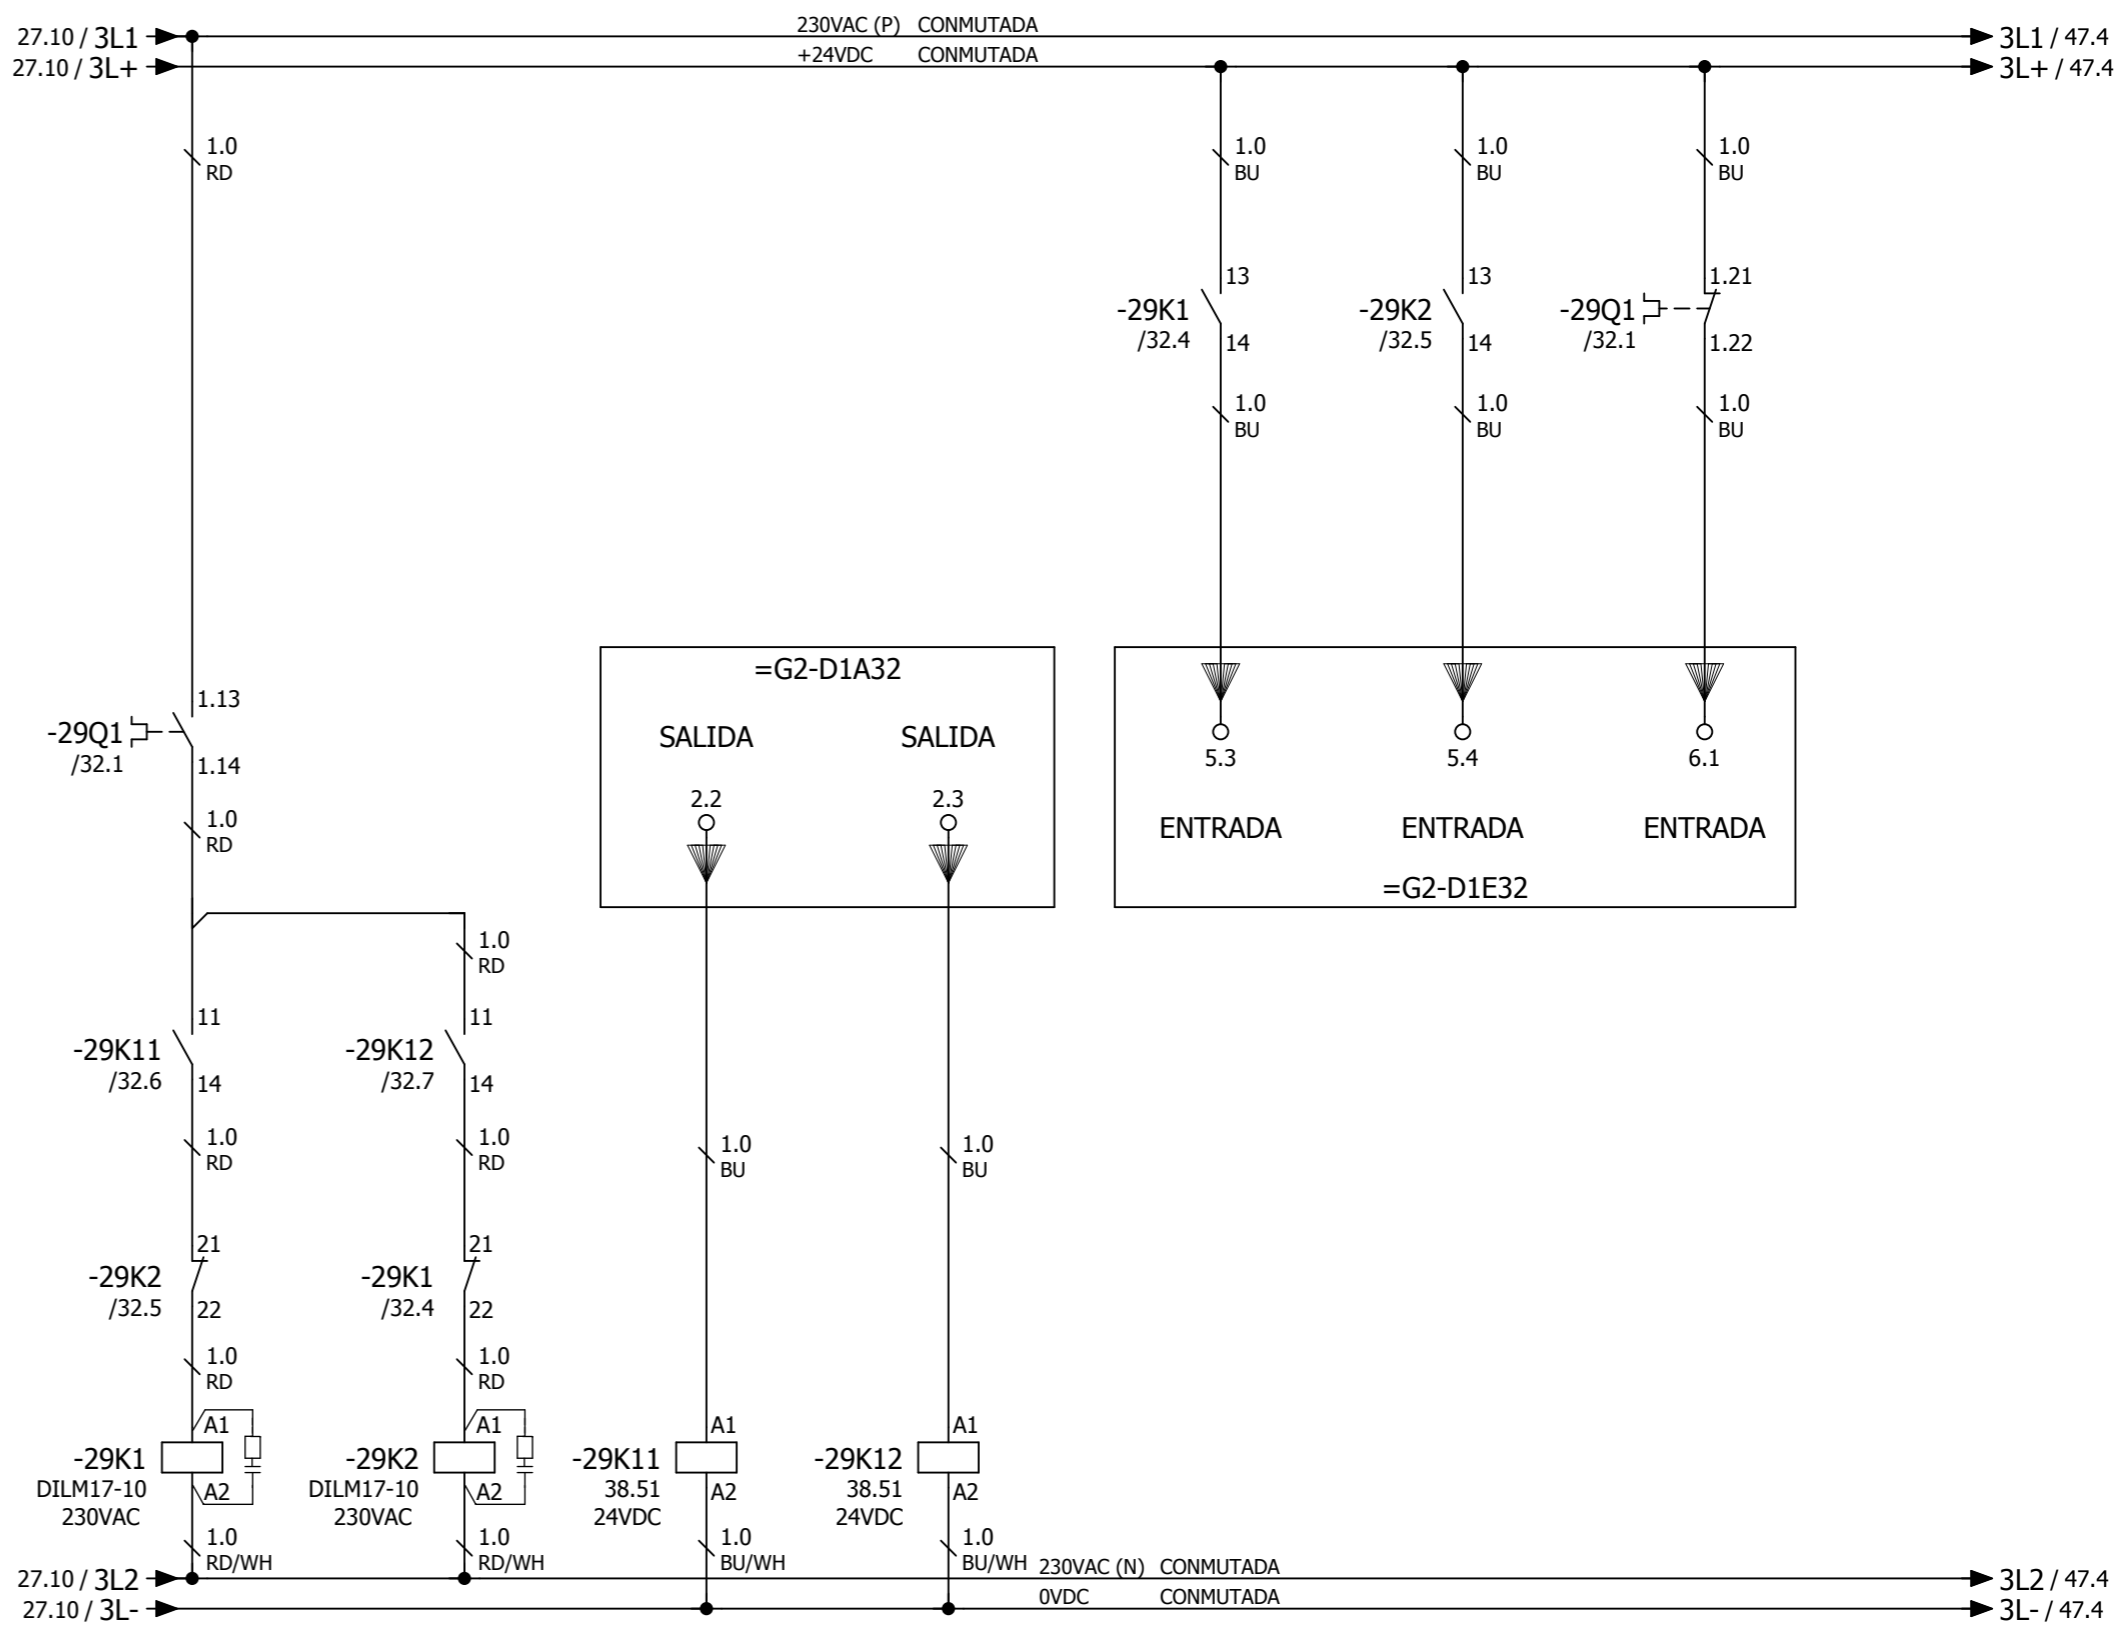 27.10 / 3L1
230VAC (P) CONMUTADA
3L1 / 47.4
27.10 / 3L+
+24VDC CONMUTADA
3L+ / 47.4
1.0
RD
1.0
BU
1.0
BU
1.0
BU
13
-29K1
/32.4
14
13
-29K2
/32.5
14
1.21
-29Q1
/32.1
1.22
1.0
BU
1.0
BU
1.0
BU
1.13
-29Q1
/32.1
1.14
1.0
RD
=G2-D1A32
SALIDA
SALIDA
2.2
2.3
5.3
5.4
6.1
ENTRADA
ENTRADA
ENTRADA
=G2-D1E32
1.0
RD
11
-29K11
/32.6
14
11
-29K12
/32.7
14
1.0
RD
1.0
RD
1.0
BU
1.0
BU
21
-29K2
/32.5
22
21
-29K1
/32.4
22
1.0
RD
1.0
RD
A1
-29K1
DILM17-10
230VAC
A2
A1
-29K2
DILM17-10
230VAC
A2
A1
-29K11
38.51
24VDC
A2
A1
-29K12
38.51
24VDC
A2
1.0
RD/WH
1.0
RD/WH
1.0
BU/WH
1.0
BU/WH
27.10 / 3L2
230VAC (N) CONMUTADA
3L2 / 47.4
27.10 / 3L-
0VDC CONMUTADA
3L- / 47.4